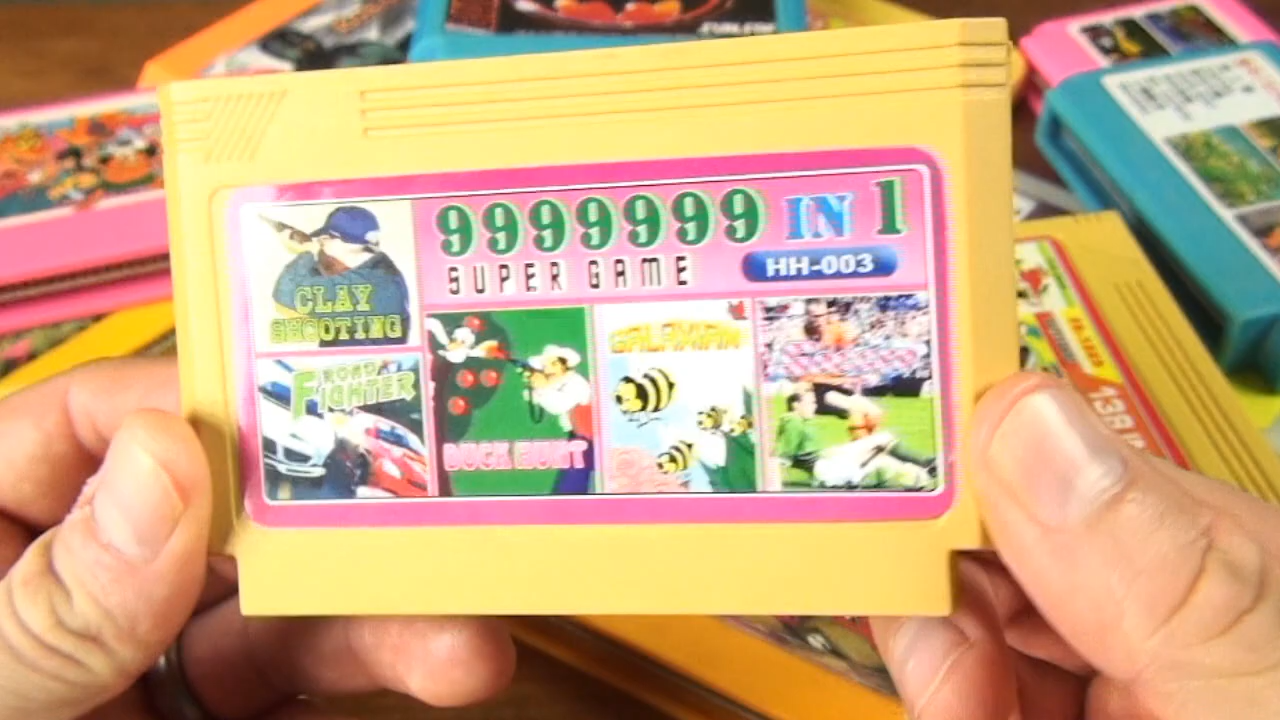 9999999 IN 1
SUPER GAME
HH-003
CLAY
SHOOTING
ROAD
FIGHTER
DUCK HUNT
GALAXIAN